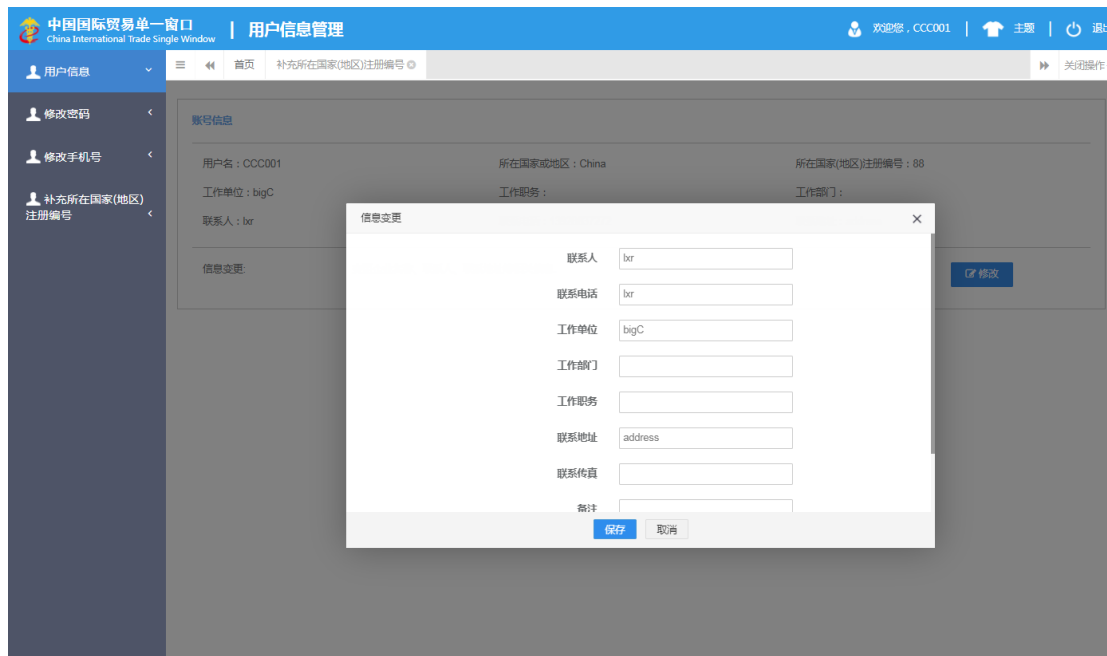 中国国际贸易单一窗口
China International Trade Single Window
用户信息管理
欢迎您，CCC001
主题
用户信息
首页
补充所在国家(地区)注册编号
关闭操作
修改密码
修改手机号
补充所在国家(地区)
注册编号
账号信息
用户名：CCC001
所在国家或地区：China
所在国家(地区)注册编号：88
工作单位：bigC
工作职务：
工作部门：
联系人：lxr
信息变更:
修改
信息变更
联系人 lxr
联系电话 lxr
工作单位 bigC
工作部门
工作职务
联系地址 address
联系传真
备注
保存
取消